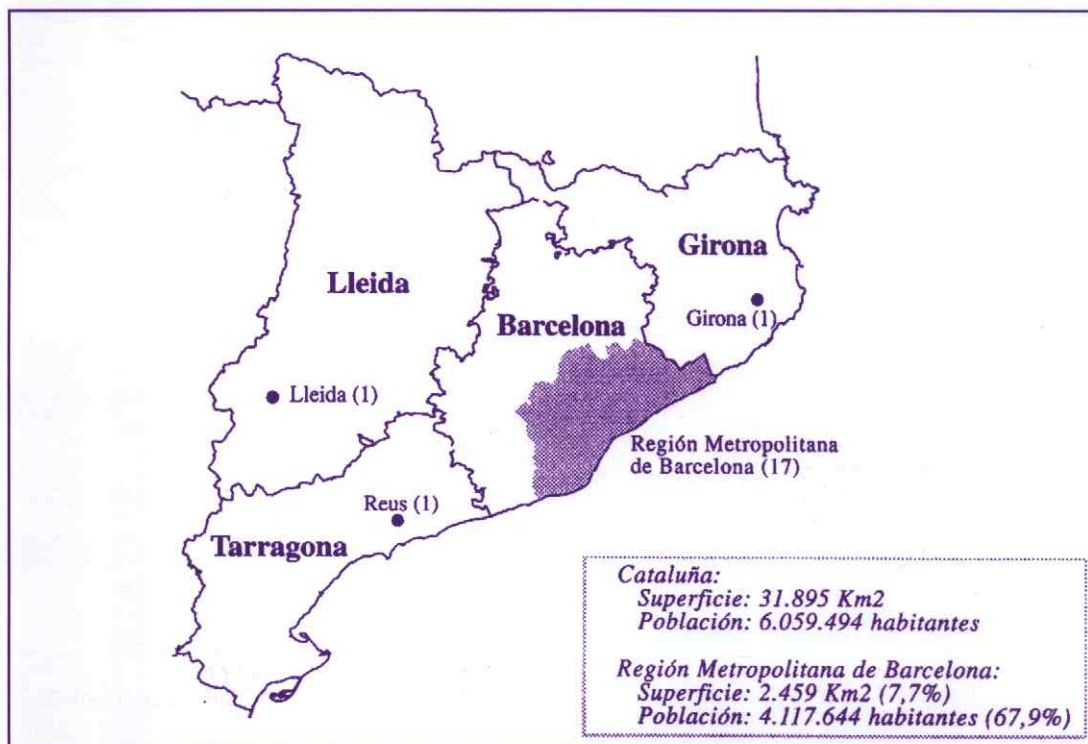 Girona
Lleida
Girona (1)
Barcelona
Lleida (1)
Región Metropolitana
de Barcelona (17)
Reus (1)
Tarragona
Cataluña:
Superficie: 31.895 Km2
Población: 6.059.494 habitantes
Región Metropolitana de Barcelona:
Superficie: 2.459 Km2 (7,7%)
Población: 4.117.644 habitantes (67,9%)